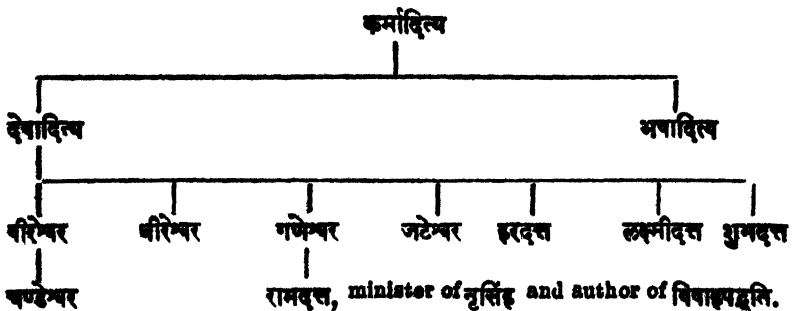 कर्मादित्य
देवादित्य भवादित्य
वीरेश्वर धीरेश्वर गणेश्वर जटेश्वर हरदत्त लक्ष्मीदत्त शुभदत्त
चण्डेश्वर रामदत्त, minister of नृसिंह and author of विवाहपद्धति.